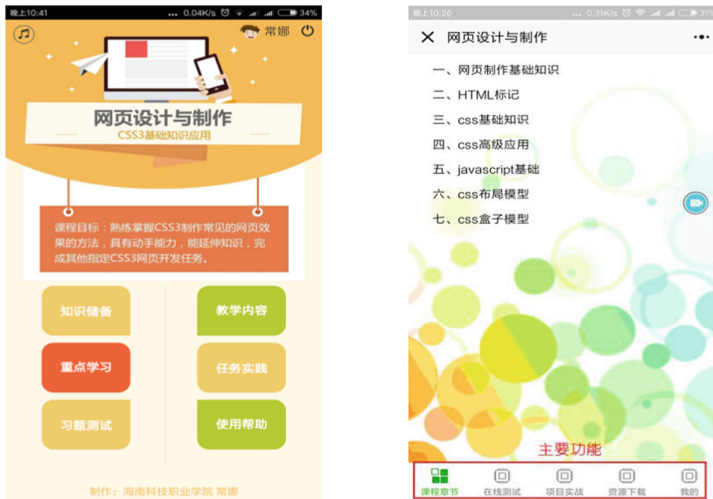 晚上10:41
... 0.04K/s
34%
常娜
网页设计与制作
CSS3基础知识应用
课程目标：熟练掌握CSS3制作常见的网页效
果的方法，具有动手能力，能延伸知识，完
成其他指定CSS3网页开发任务。
知识储备
教学内容
重点学习
任务实践
习题测试
使用帮助
制作：海南科技职业学院 常娜
晚上10:26
... 0.31K/s
31%
网页设计与制作
一、网页制作基础知识
二、HTML标记
三、css基础知识
四、css高级应用
五、javascript基础
六、css布局模型
七、css盒子模型
主要功能
课程章节
在线测试
项目实战
资源下载
我的